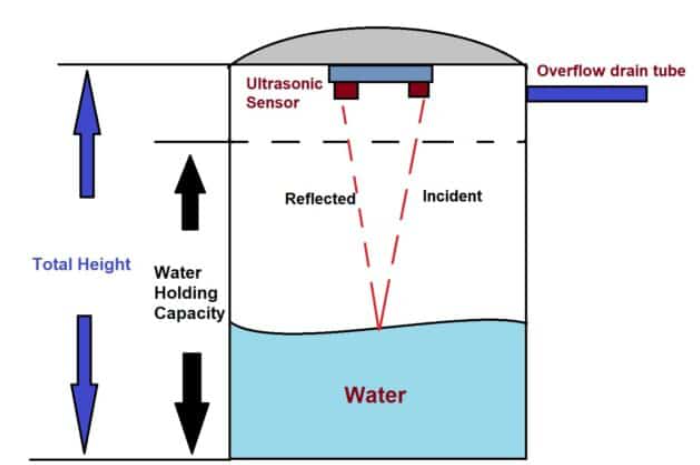 Overflow drain tube
Ultrasonic
Sensor
Reflected
Incident
Total Height
Water
Holding
Capacity
Water